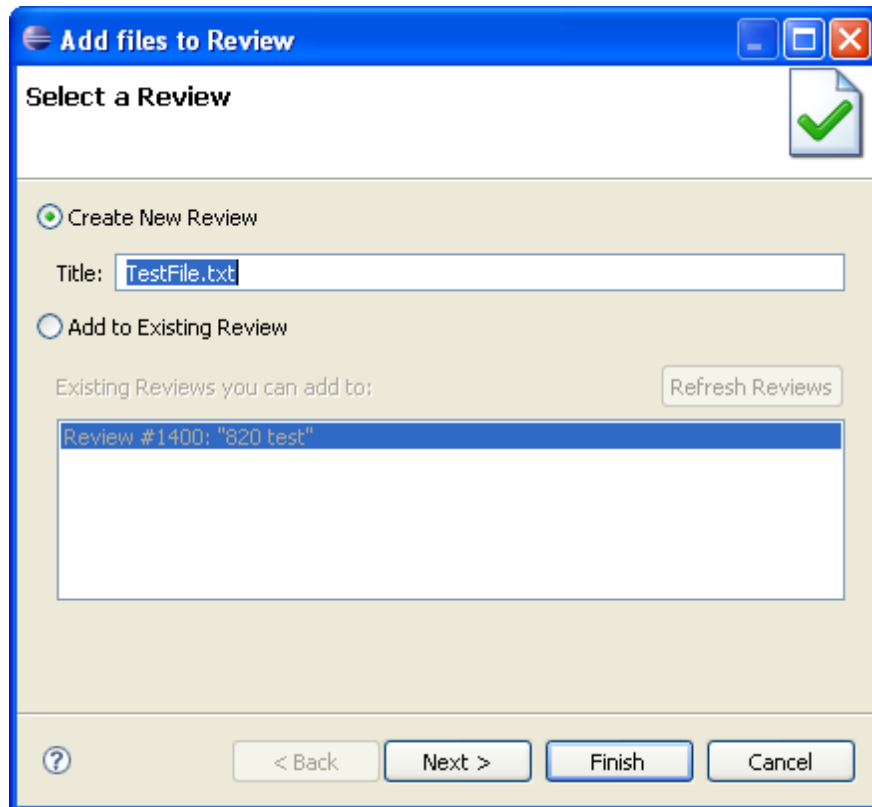 Add files to Review
Select a Review
Create New Review
Title: TestFile.txt
Add to Existing Review
Existing Reviews you can add to: Refresh Reviews
Review #1400: "820 test"
? < Back Next > Finish Cancel